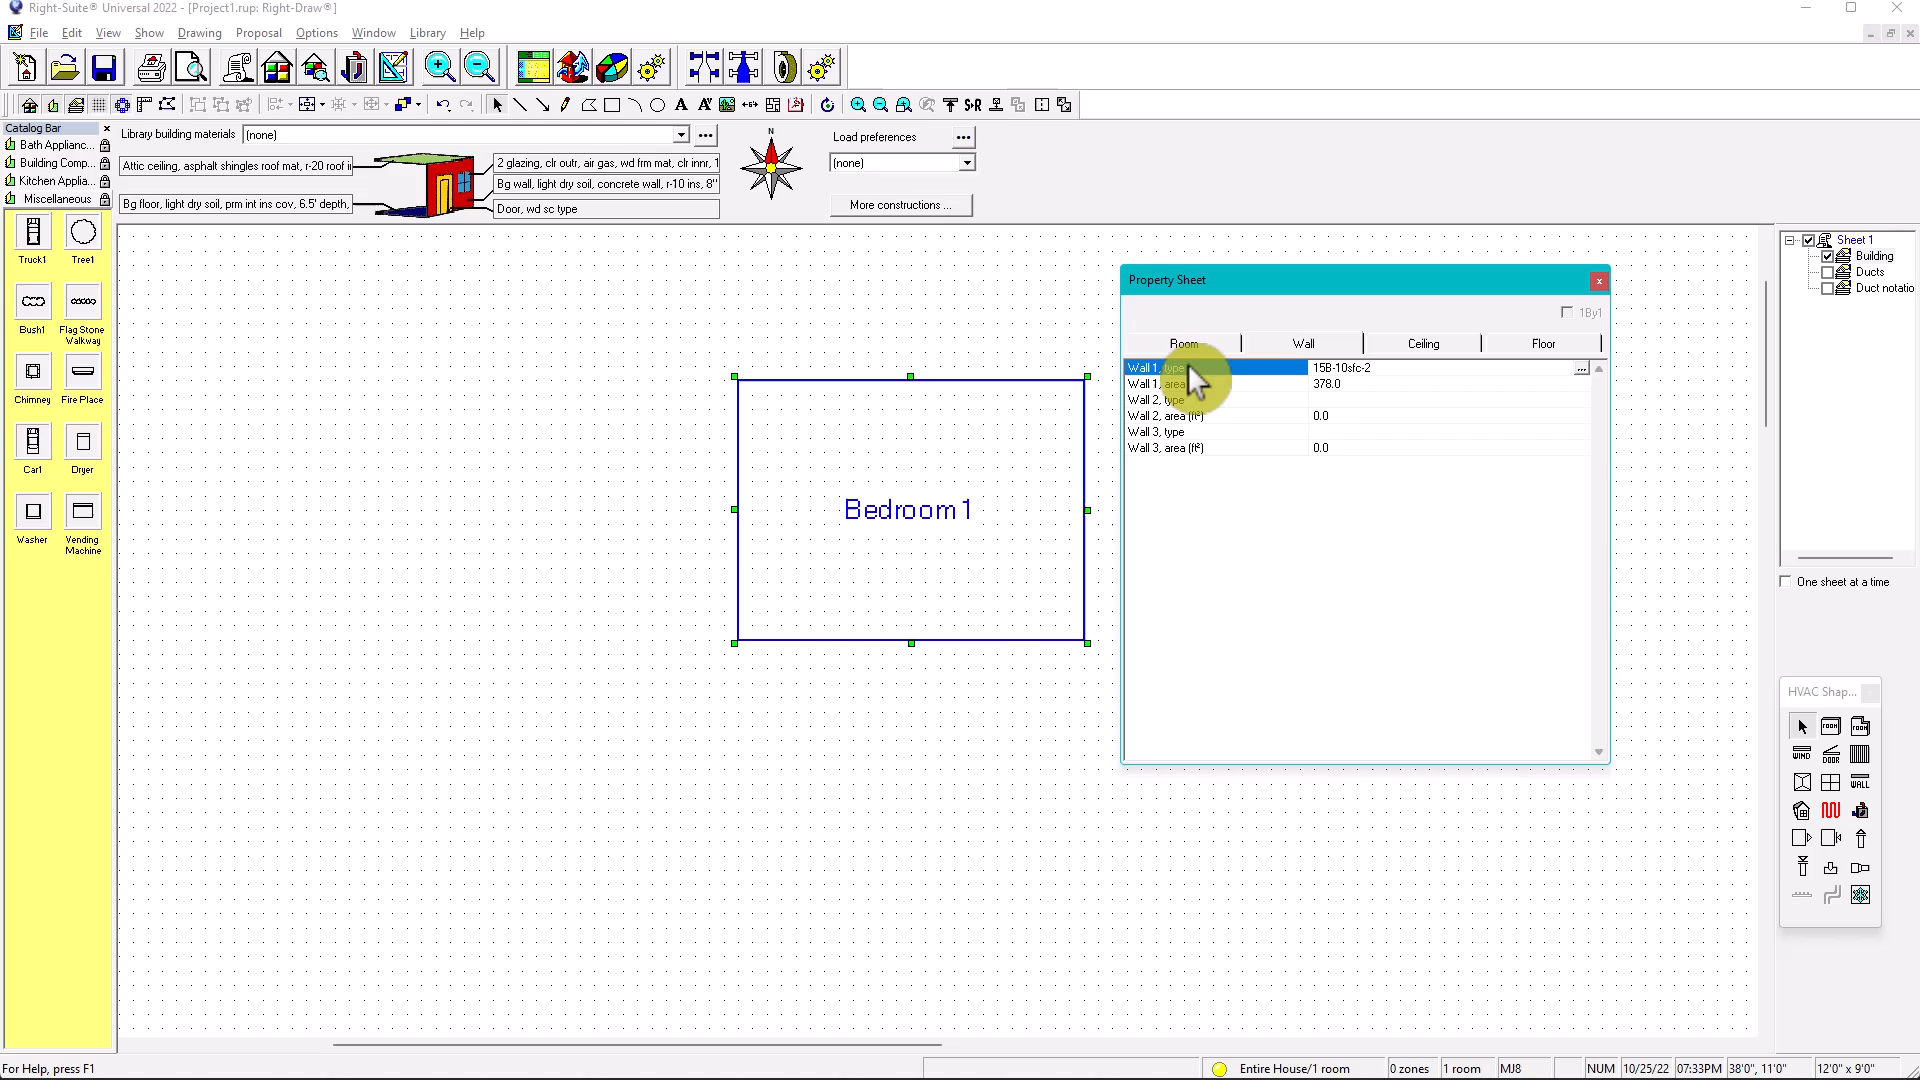 Right-Suite® Universal 2022 - [Project1.rup: Right-Draw®]
File Edit View Show Drawing Proposal Options Window Library Help
S•R
Catalog Bar
Bath Applianc...
Building Comp...
Kitchen Applia...
Miscellaneous
Library building materials (none)
Attic ceiling, asphalt shingles roof mat, r-20 roof i
Bg floor, light dry soil, prm int ins cov, 6.5' depth,
2 glazing, clr outr, air gas, wd frm mat, clr innr, 1
Bg wall, light dry soil, concrete wall, r-10 ins, 8"
Door, wd sc type
N
Load preferences
(none)
More constructions ...
Truck1 Tree1
Bush1 Flag Stone Walkway
Chimney Fire Place
Car1 Dryer
Washer Vending Machine
Bedroom1
Property Sheet
1By1
Room Wall Ceiling Floor
Wall 1, type 15B-10sfc-2
Wall 1, area 378.0
Wall 2, type
Wall 2, area (ft²) 0.0
Wall 3, type
Wall 3, area (ft²) 0.0
Sheet 1
Building
Ducts
Duct notatio
One sheet at a time
HVAC Shap...
ROOM ROOM
WIND DOOR
WALL
For Help, press F1
Entire House/1 room 0 zones 1 room MJ8 NUM 10/25/22 07:33PM 38'0", 11'0" 12'0" x 9'0"